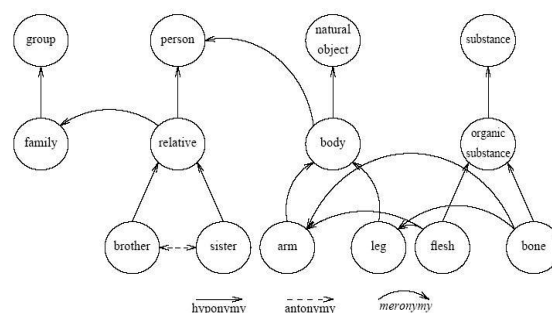 group
person
natural
object
substance
family
relative
body
organic
substance
brother
sister
arm
leg
flesh
bone
hyponymy
antonymy
meronymy